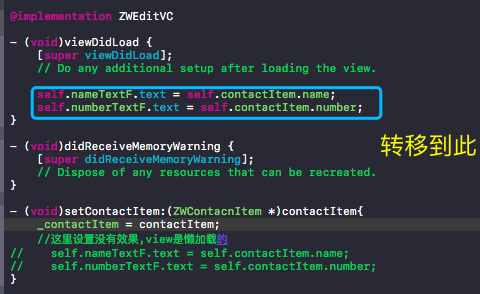 @implementation ZWEditVC
- (void)viewDidLoad {
[super viewDidLoad];
// Do any additional setup after loading the view.
self.nameTextF.text = self.contactItem.name;
self.numberTextF.text = self.contactItem.number;
}
转移到此
- (void)didReceiveMemoryWarning {
[super didReceiveMemoryWarning];
// Dispose of any resources that can be recreated.
}
- (void)setContactItem:(ZWContacnItem *)contactItem{
_contactItem = contactItem;
//这里设置没有效果,view是懒加载的
// self.nameTextF.text = self.contactItem.name;
// self.numberTextF.text = self.contactItem.number;
}